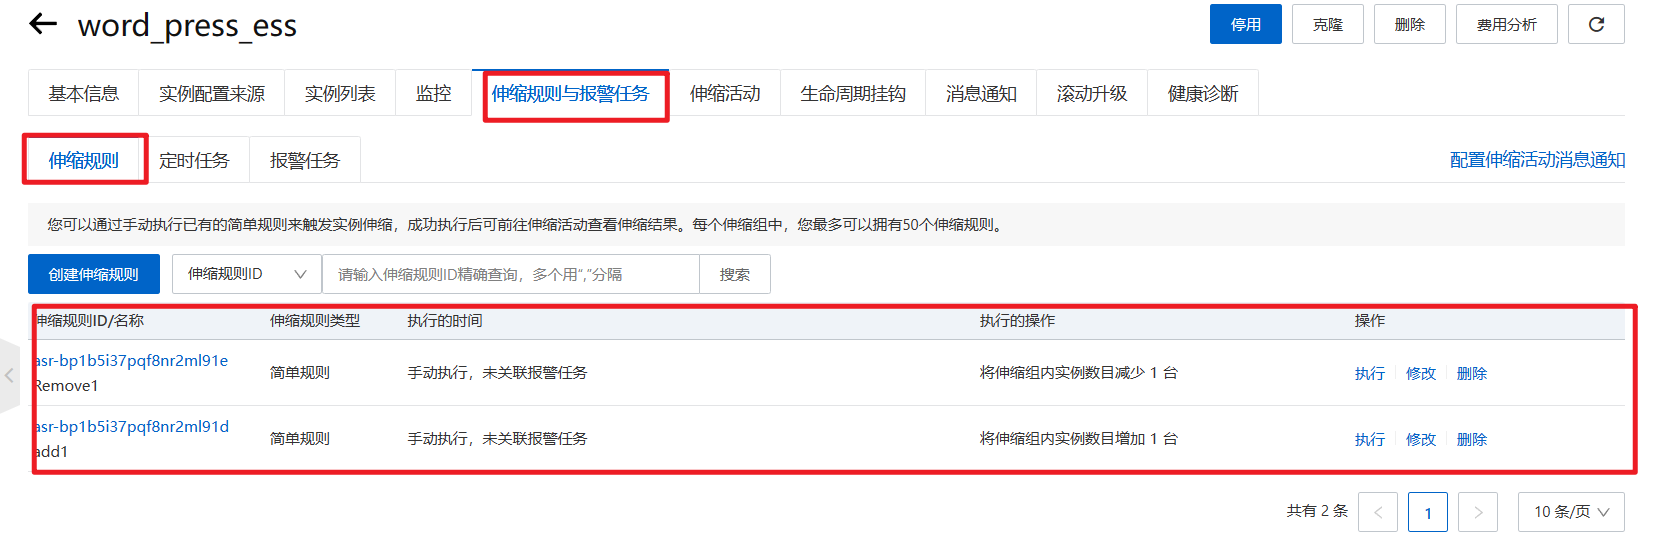 word_press_ess
停用 克隆 删除 费用分析
基本信息 实例配置来源 实例列表 监控 伸缩规则与报警任务 伸缩活动 生命周期挂钩 消息通知 滚动升级 健康诊断
伸缩规则 定时任务 报警任务 配置伸缩活动消息通知
您可以通过手动执行已有的简单规则来触发实例伸缩，成功执行后可前往伸缩活动查看伸缩结果。每个伸缩组中，您最多可以拥有50个伸缩规则。
创建伸缩规则 伸缩规则ID 请输入伸缩规则ID精确查询，多个用“,”分隔 搜索
伸缩规则ID/名称 伸缩规则类型 执行的时间 执行的操作 操作
asr-bp1b5i37pqf8nr2ml91e
Remove1 简单规则 手动执行，未关联报警任务 将伸缩组内实例数目减少 1 台 执行 修改 删除
asr-bp1b5i37pqf8nr2ml91d
add1 简单规则 手动执行，未关联报警任务 将伸缩组内实例数目增加 1 台 执行 修改 删除
共有 2 条 < 1 > 10 条/页